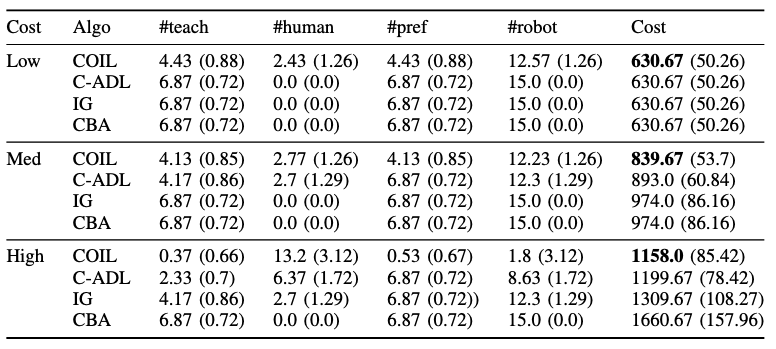 Cost Algo #teach #human #pref #robot Cost
Low COIL 4.43 (0.88) 2.43 (1.26) 4.43 (0.88) 12.57 (1.26) 630.67 (50.26)
C-ADL 6.87 (0.72) 0.0 (0.0) 6.87 (0.72) 15.0 (0.0) 630.67 (50.26)
IG 6.87 (0.72) 0.0 (0.0) 6.87 (0.72) 15.0 (0.0) 630.67 (50.26)
CBA 6.87 (0.72) 0.0 (0.0) 6.87 (0.72) 15.0 (0.0) 630.67 (50.26)
Med COIL 4.13 (0.85) 2.77 (1.26) 4.13 (0.85) 12.23 (1.26) 839.67 (53.7)
C-ADL 4.17 (0.86) 2.7 (1.29) 6.87 (0.72) 12.3 (1.29) 893.0 (60.84)
IG 6.87 (0.72) 0.0 (0.0) 6.87 (0.72) 15.0 (0.0) 974.0 (86.16)
CBA 6.87 (0.72) 0.0 (0.0) 6.87 (0.72) 15.0 (0.0) 974.0 (86.16)
High COIL 0.37 (0.66) 13.2 (3.12) 0.53 (0.67) 1.8 (3.12) 1158.0 (85.42)
C-ADL 2.33 (0.7) 6.37 (1.72) 6.87 (0.72) 8.63 (1.72) 1199.67 (78.42)
IG 4.17 (0.86) 2.7 (1.29) 6.87 (0.72)) 12.3 (1.29) 1309.67 (108.27)
CBA 6.87 (0.72) 0.0 (0.0) 6.87 (0.72) 15.0 (0.0) 1660.67 (157.96)